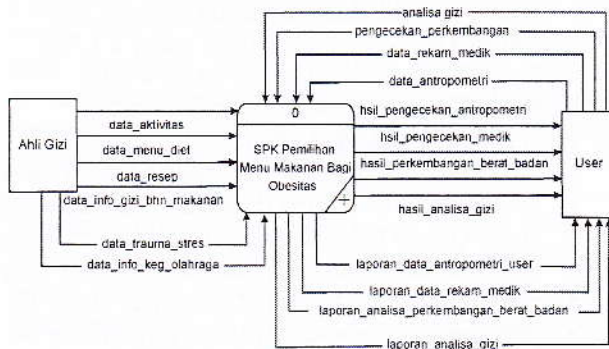 analisa gizi
pengecekan_perkembangan
data_rekam_medik
data_antropometri
0
hsil_pengecekan_antropometri
Ahli Gizi
data_aktivitas
SPK Pemilihan
Menu Makanan Bagi
Obesitas
hsil_pengecekan_medik
User
data_menu_diet
hasil_perkembangan_berat_badan
data_resep
data_info_gizi_bhn_makanan
hasil_analisa_gizi
data_trauma_stres
data_info_keg_olahraga
laporan_data_antropometri_user
laporan_data_rekam_medik
laporan_analisa_perkembangan_berat_badan
laporan_analisa_gizi